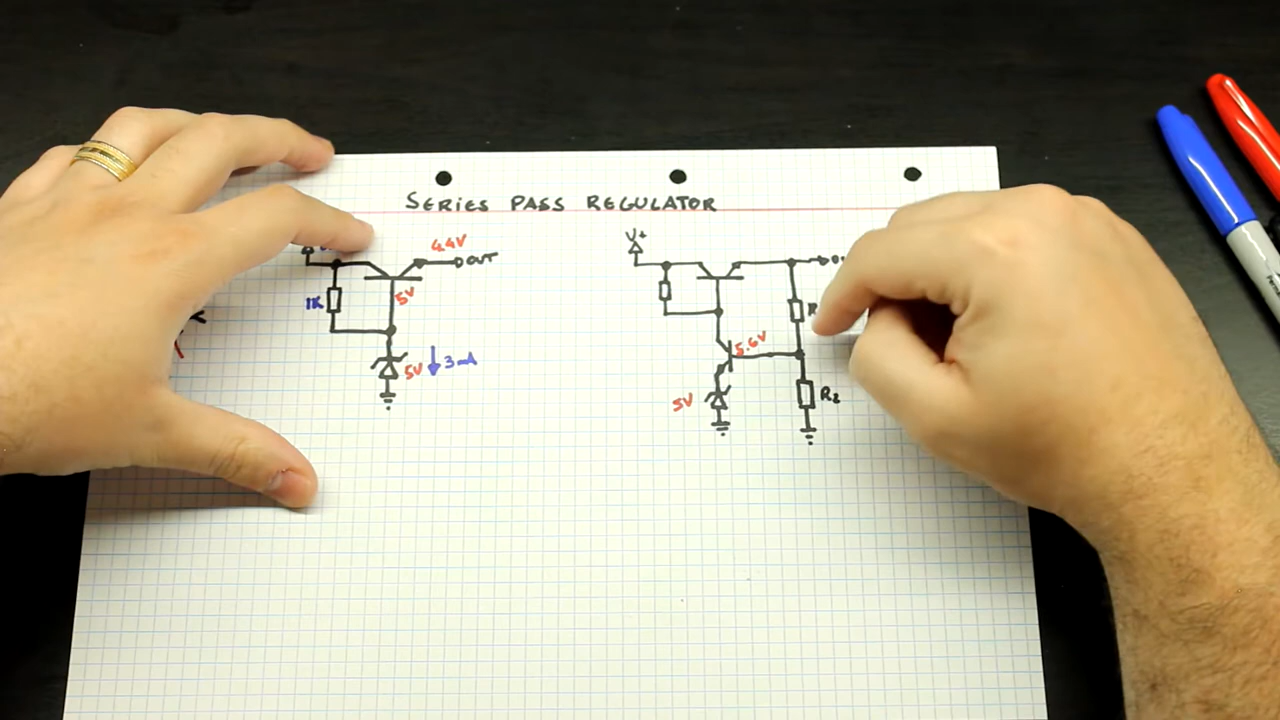 SERIES PASS REGULATOR
4.4V
OUT
1K
5V
5V
3mA
V+
5.6V
5V
R2